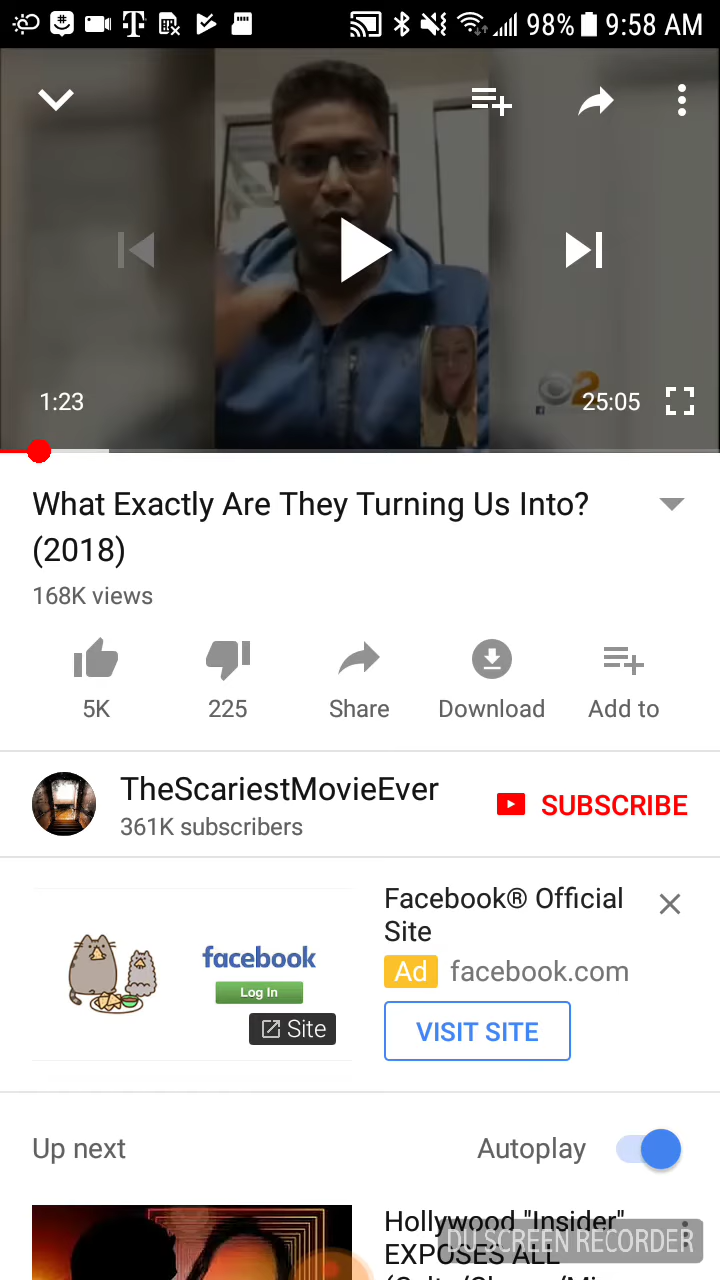 98% 9:58 AM
2
1:23
25:05
What Exactly Are They Turning Us Into?
(2018)
168K views
5K
225
Share
Download
Add to
TheScariestMovieEver
361K subscribers
SUBSCRIBE
Facebook® Official
Site
facebook
Log In
Site
Ad facebook.com
VISIT SITE
Up next
Autoplay
Hollywood "Insider"
EXPOSES ALL
DU SCREEN RECORDER